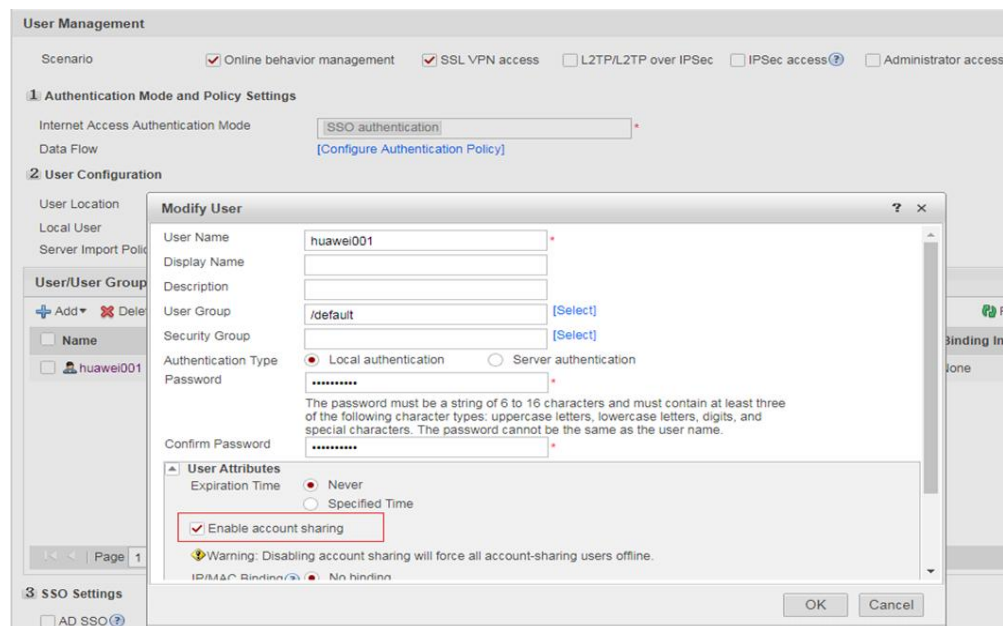 User Management
Scenario Online behavior management SSL VPN access L2TP/L2TP over IPSec IPSec access Administrator access
1 Authentication Mode and Policy Settings
Internet Access Authentication Mode SSO authentication *
Data Flow [Configure Authentication Policy]
2 User Configuration
User Location
Local User
Server Import Polic
User/User Group
Add Dele
Name Binding In
huawei001 None
Page 1
Modify User ? ×
User Name huawei001 *
Display Name
Description
User Group /default [Select]
Security Group [Select]
Authentication Type Local authentication Server authentication
Password •••••••••• *
The password must be a string of 6 to 16 characters and must contain at least three
of the following character types: uppercase letters, lowercase letters, digits, and
special characters. The password cannot be the same as the user name.
Confirm Password •••••••••• *
User Attributes
Expiration Time Never
Specified Time
Enable account sharing
Warning: Disabling account sharing will force all account-sharing users offline.
IP/MAC Binding No binding
OK Cancel
3 SSO Settings
AD SSO